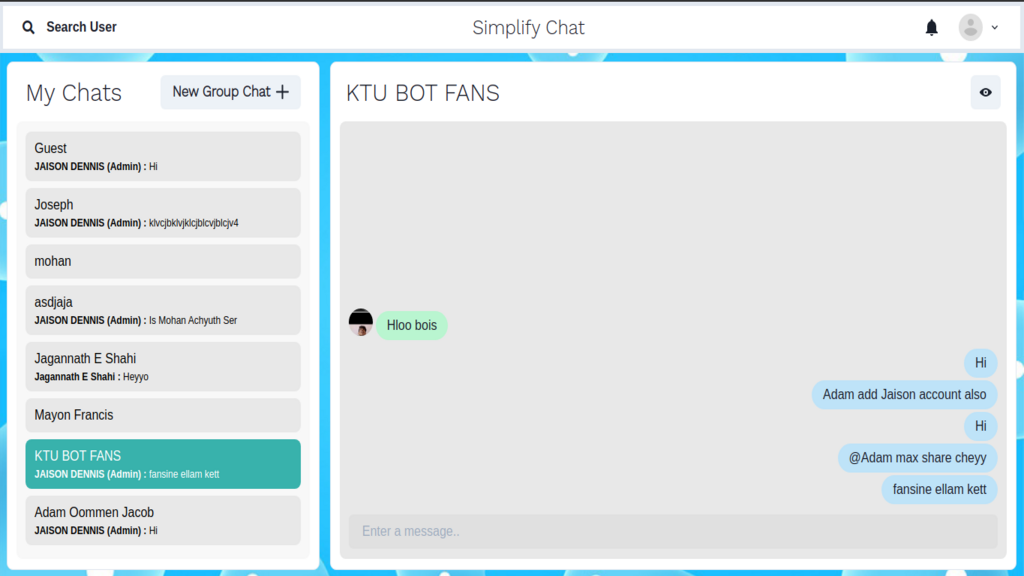 Search User
Simplify Chat
My Chats
New Group Chat +
Guest
JAISON DENNIS (Admin) : Hi
Joseph
JAISON DENNIS (Admin) : klvcjbklvjklcjblcvjblcjv4
mohan
asdjaja
JAISON DENNIS (Admin) : Is Mohan Achyuth Ser
Jagannath E Shahi
Jagannath E Shahi : Heyyo
Mayon Francis
KTU BOT FANS
JAISON DENNIS (Admin) : fansine ellam kett
Adam Oommen Jacob
JAISON DENNIS (Admin) : Hi
KTU BOT FANS
Hloo bois
Hi
Adam add Jaison account also
Hi
@Adam max share cheyy
fansine ellam kett
Enter a message..